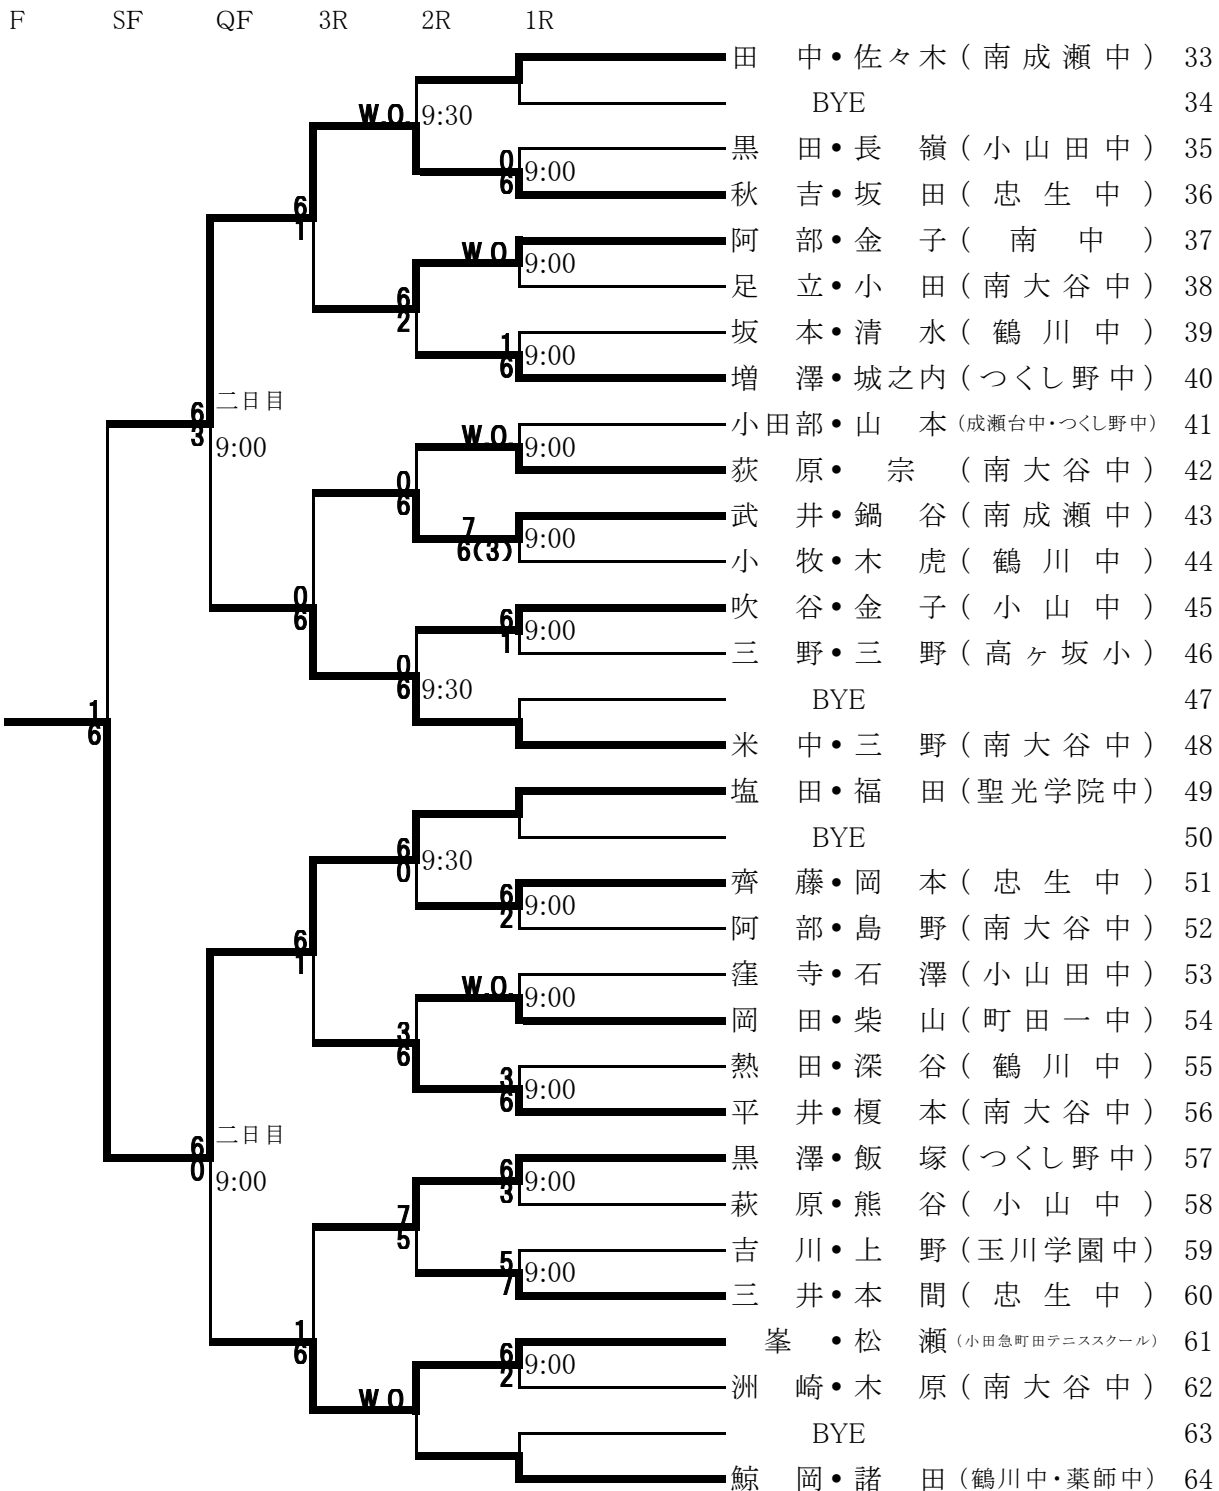 F SF QF 3R 2R 1R
田 中・佐々木 (南成瀬中) 33
BYE 34
W.O. 9:30
黒 田・長 嶺 (小山田中) 35
0 6 9:00
秋 吉・坂 田 (忠生中) 36
6 1
阿 部・金 子 (南中) 37
W.O 9:00
足 立・小 田 (南大谷中) 38
6 2
坂 本・清 水 (鶴川中) 39
1 6 9:00
増 澤・城之内 (つくし野中) 40
6 3 二日目 9:00
小田部・山 本 (成瀬台中・つくし野中) 41
W.O. 9:00
荻 原・ 宗 (南大谷中) 42
0 6
武 井・鍋 谷 (南成瀬中) 43
7 6(3) 9:00
小 牧・木 虎 (鶴川中) 44
0 6
吹 谷・金 子 (小山中) 45
6 1 9:00
三 野・三 野 (高ヶ坂小) 46
0 6 9:30
BYE 47
1 6
米 中・三 野 (南大谷中) 48
塩 田・福 田 (聖光学院中) 49
BYE 50
6 0 9:30
齊 藤・岡 本 (忠生中) 51
6 2 9:00
阿 部・島 野 (南大谷中) 52
6 1
窪 寺・石 澤 (小山田中) 53
W.O. 9:00
岡 田・柴 山 (町田一中) 54
3 6
熱 田・深 谷 (鶴川中) 55
3 6 9:00
平 井・榎 本 (南大谷中) 56
6 0 二日目 9:00
黒 澤・飯 塚 (つくし野中) 57
6 3 9:00
萩 原・熊 谷 (小山中) 58
7 5
吉 川・上 野 (玉川学園中) 59
5 7 9:00
三 井・本 間 (忠生中) 60
1 6
峯 ・松 瀬 (小田急町田テニススクール) 61
6 2 9:00
洲 崎・木 原 (南大谷中) 62
W.O
BYE 63
鯨 岡・諸 田 (鶴川中・薬師中) 64